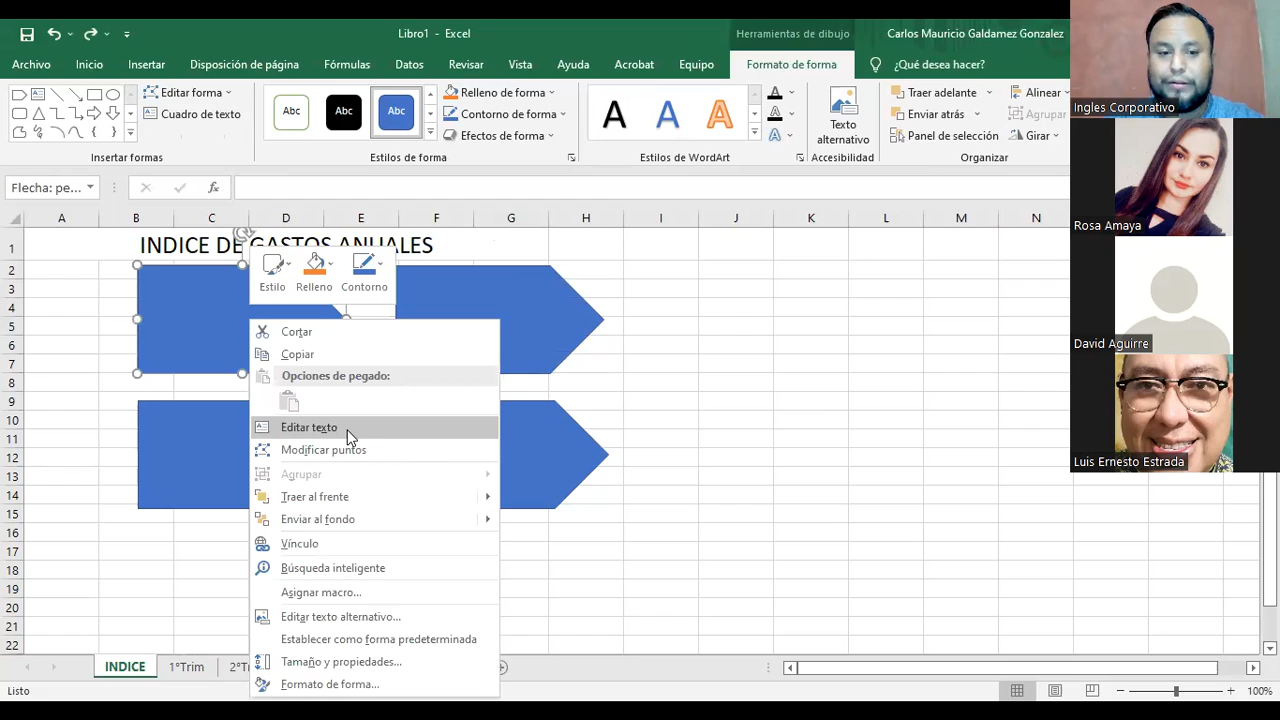 Libro1 - Excel
Herramientas de dibujo
Carlos Mauricio Galdamez Gonzalez
Archivo Inicio Insertar Disposición de página Fórmulas Datos Revisar Vista Ayuda Acrobat Equipo Formato de forma ¿Qué desea hacer?
Editar forma
Cuadro de texto
Insertar formas
Abc Abc Abc
Relleno de forma
Contorno de forma
Efectos de forma
Estilos de forma
A A A
Estilos de WordArt
Texto
alternativo
Accesibilidad
Traer adelante
Enviar atrás
Panel de selección
Alinear
Agrupar
Girar
Organizar
Flecha: pe...
fx
A B C D E F G H I J K L M N
1
2
3
4
5
6
7
8
9
10
11
12
13
14
15
16
17
18
19
20
21
22
INDICE DE GASTOS ANUALES
Estilo Relleno Contorno
Cortar
Copiar
Opciones de pegado:
Editar texto
Modificar puntos
Agrupar
Traer al frente
Enviar al fondo
Vínculo
Búsqueda inteligente
Asignar macro...
Editar texto alternativo...
Establecer como forma predeterminada
Tamaño y propiedades...
Formato de forma...
INDICE 1°Trim 2°Tr
Listo
100%
Ingles Corporativo
Rosa Amaya
David Aguirre
Luis Ernesto Estrada